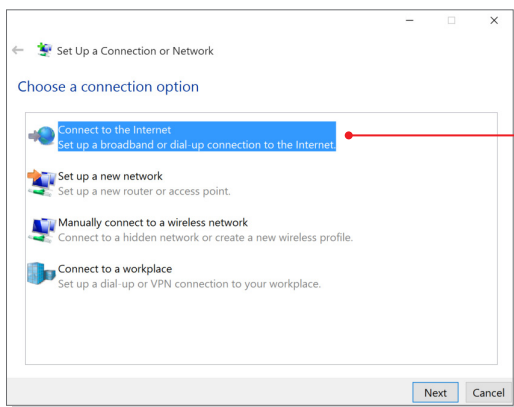 Set Up a Connection or Network
Choose a connection option
Connect to the Internet
Set up a broadband or dial-up connection to the Internet.
Set up a new network
Set up a new router or access point.
Manually connect to a wireless network
Connect to a hidden network or create a new wireless profile.
Connect to a workplace
Set up a dial-up or VPN connection to your workplace.
Next Cancel